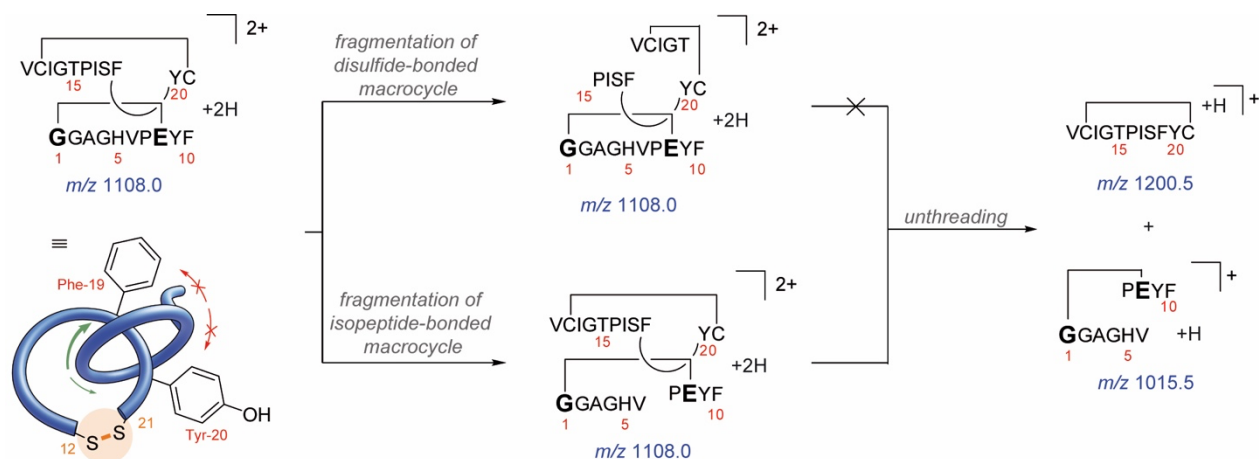 2+
VCIGTPISF
15
YC
20
+2H
GGAGHVPEYF
1 5 10
m/z 1108.0
≡
Phe-19
Tyr-20
OH
S-S
12
21
fragmentation of
disulfide-bonded
macrocycle
fragmentation of
isopeptide-bonded
macrocycle
2+
VCIGT
PISF
15
YC
20
+2H
GGAGHVPEYF
1 5 10
m/z 1108.0
2+
VCIGTPISF
15
YC
20
+2H
PEYF
10
GGAGHV
1 5
m/z 1108.0
unthreading
+H
+
VCIGTPISFYC
15 20
m/z 1200.5
+
+
PEYF
10
GGAGHV
+H
1 5
m/z 1015.5